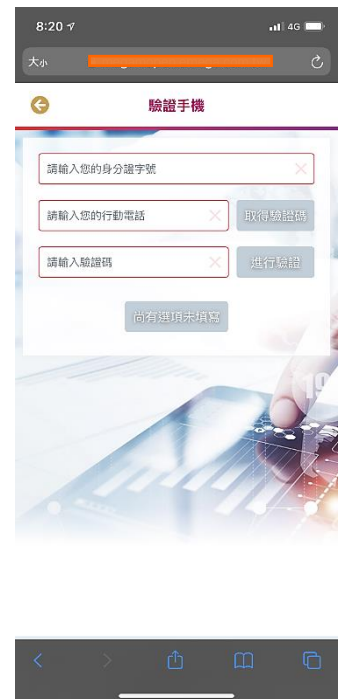 8:20
4G
大小
驗證手機
請輸入您的身分證字號
請輸入您的行動電話
取得驗證碼
請輸入驗證碼
進行驗證
尚有選項未填寫
19